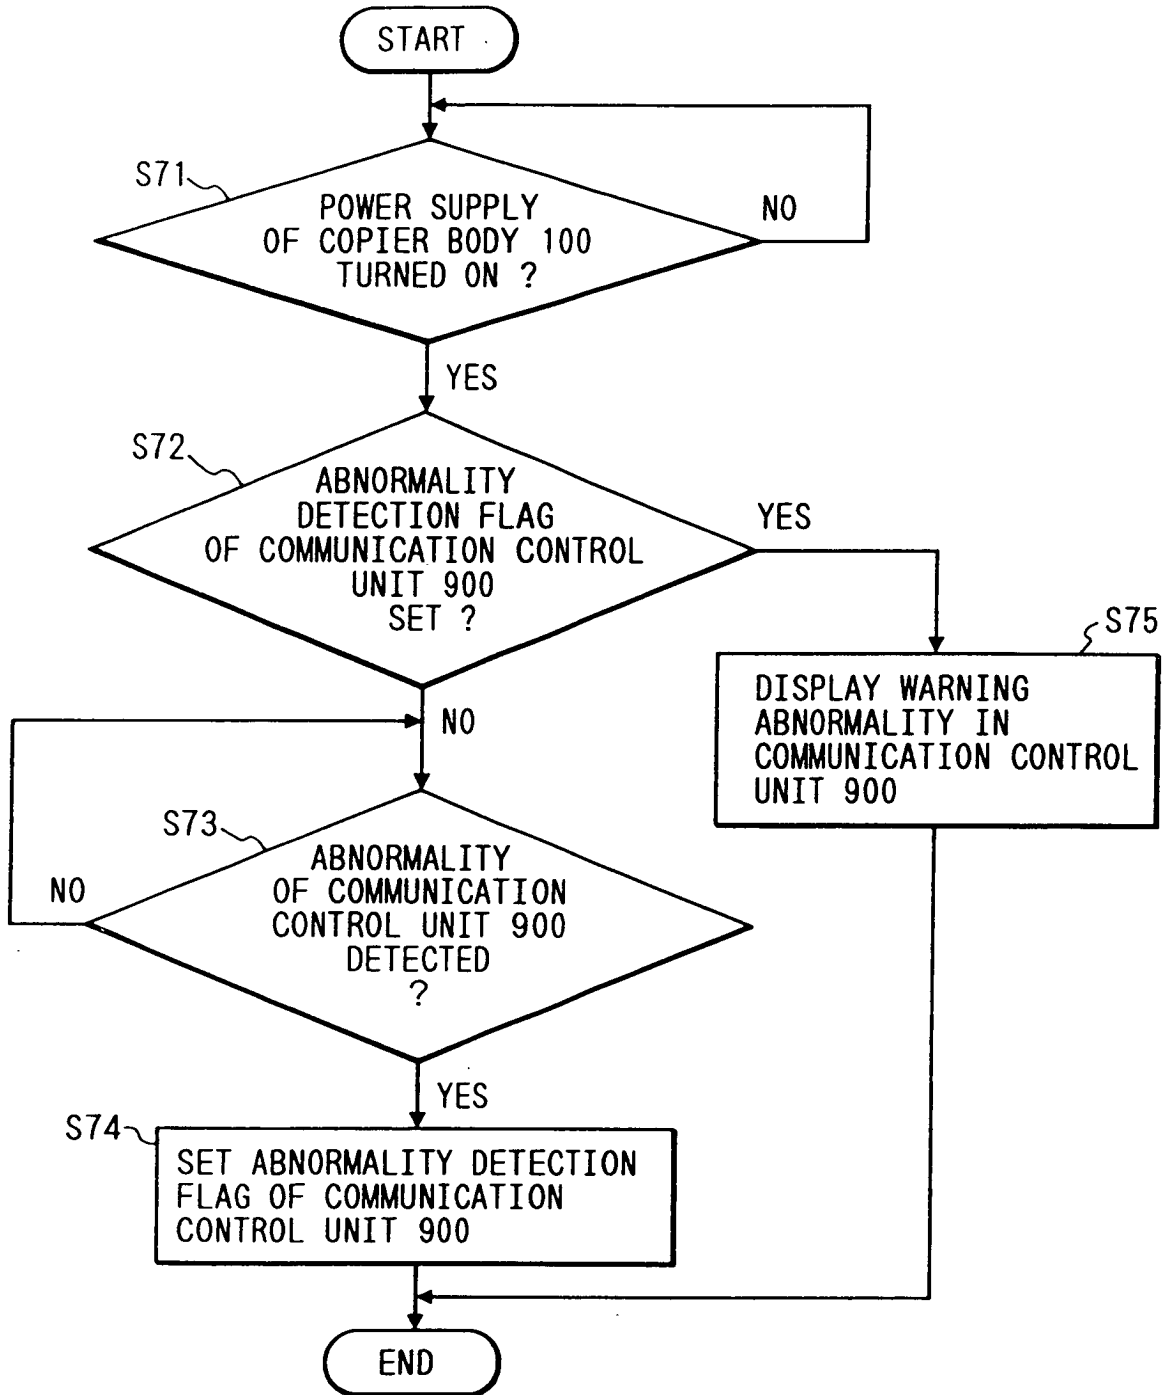 START
S71
POWER SUPPLY
OF COPIER BODY 100
TURNED ON ?
NO
YES
S72
ABNORMALITY
DETECTION FLAG
OF COMMUNICATION CONTROL
UNIT 900
SET ?
YES
S75
DISPLAY WARNING
ABNORMALITY IN
COMMUNICATION CONTROL
UNIT 900
NO
S73
ABNORMALITY
OF COMMUNICATION
CONTROL UNIT 900
DETECTED
?
NO
YES
S74
SET ABNORMALITY DETECTION
FLAG OF COMMUNICATION
CONTROL UNIT 900
END